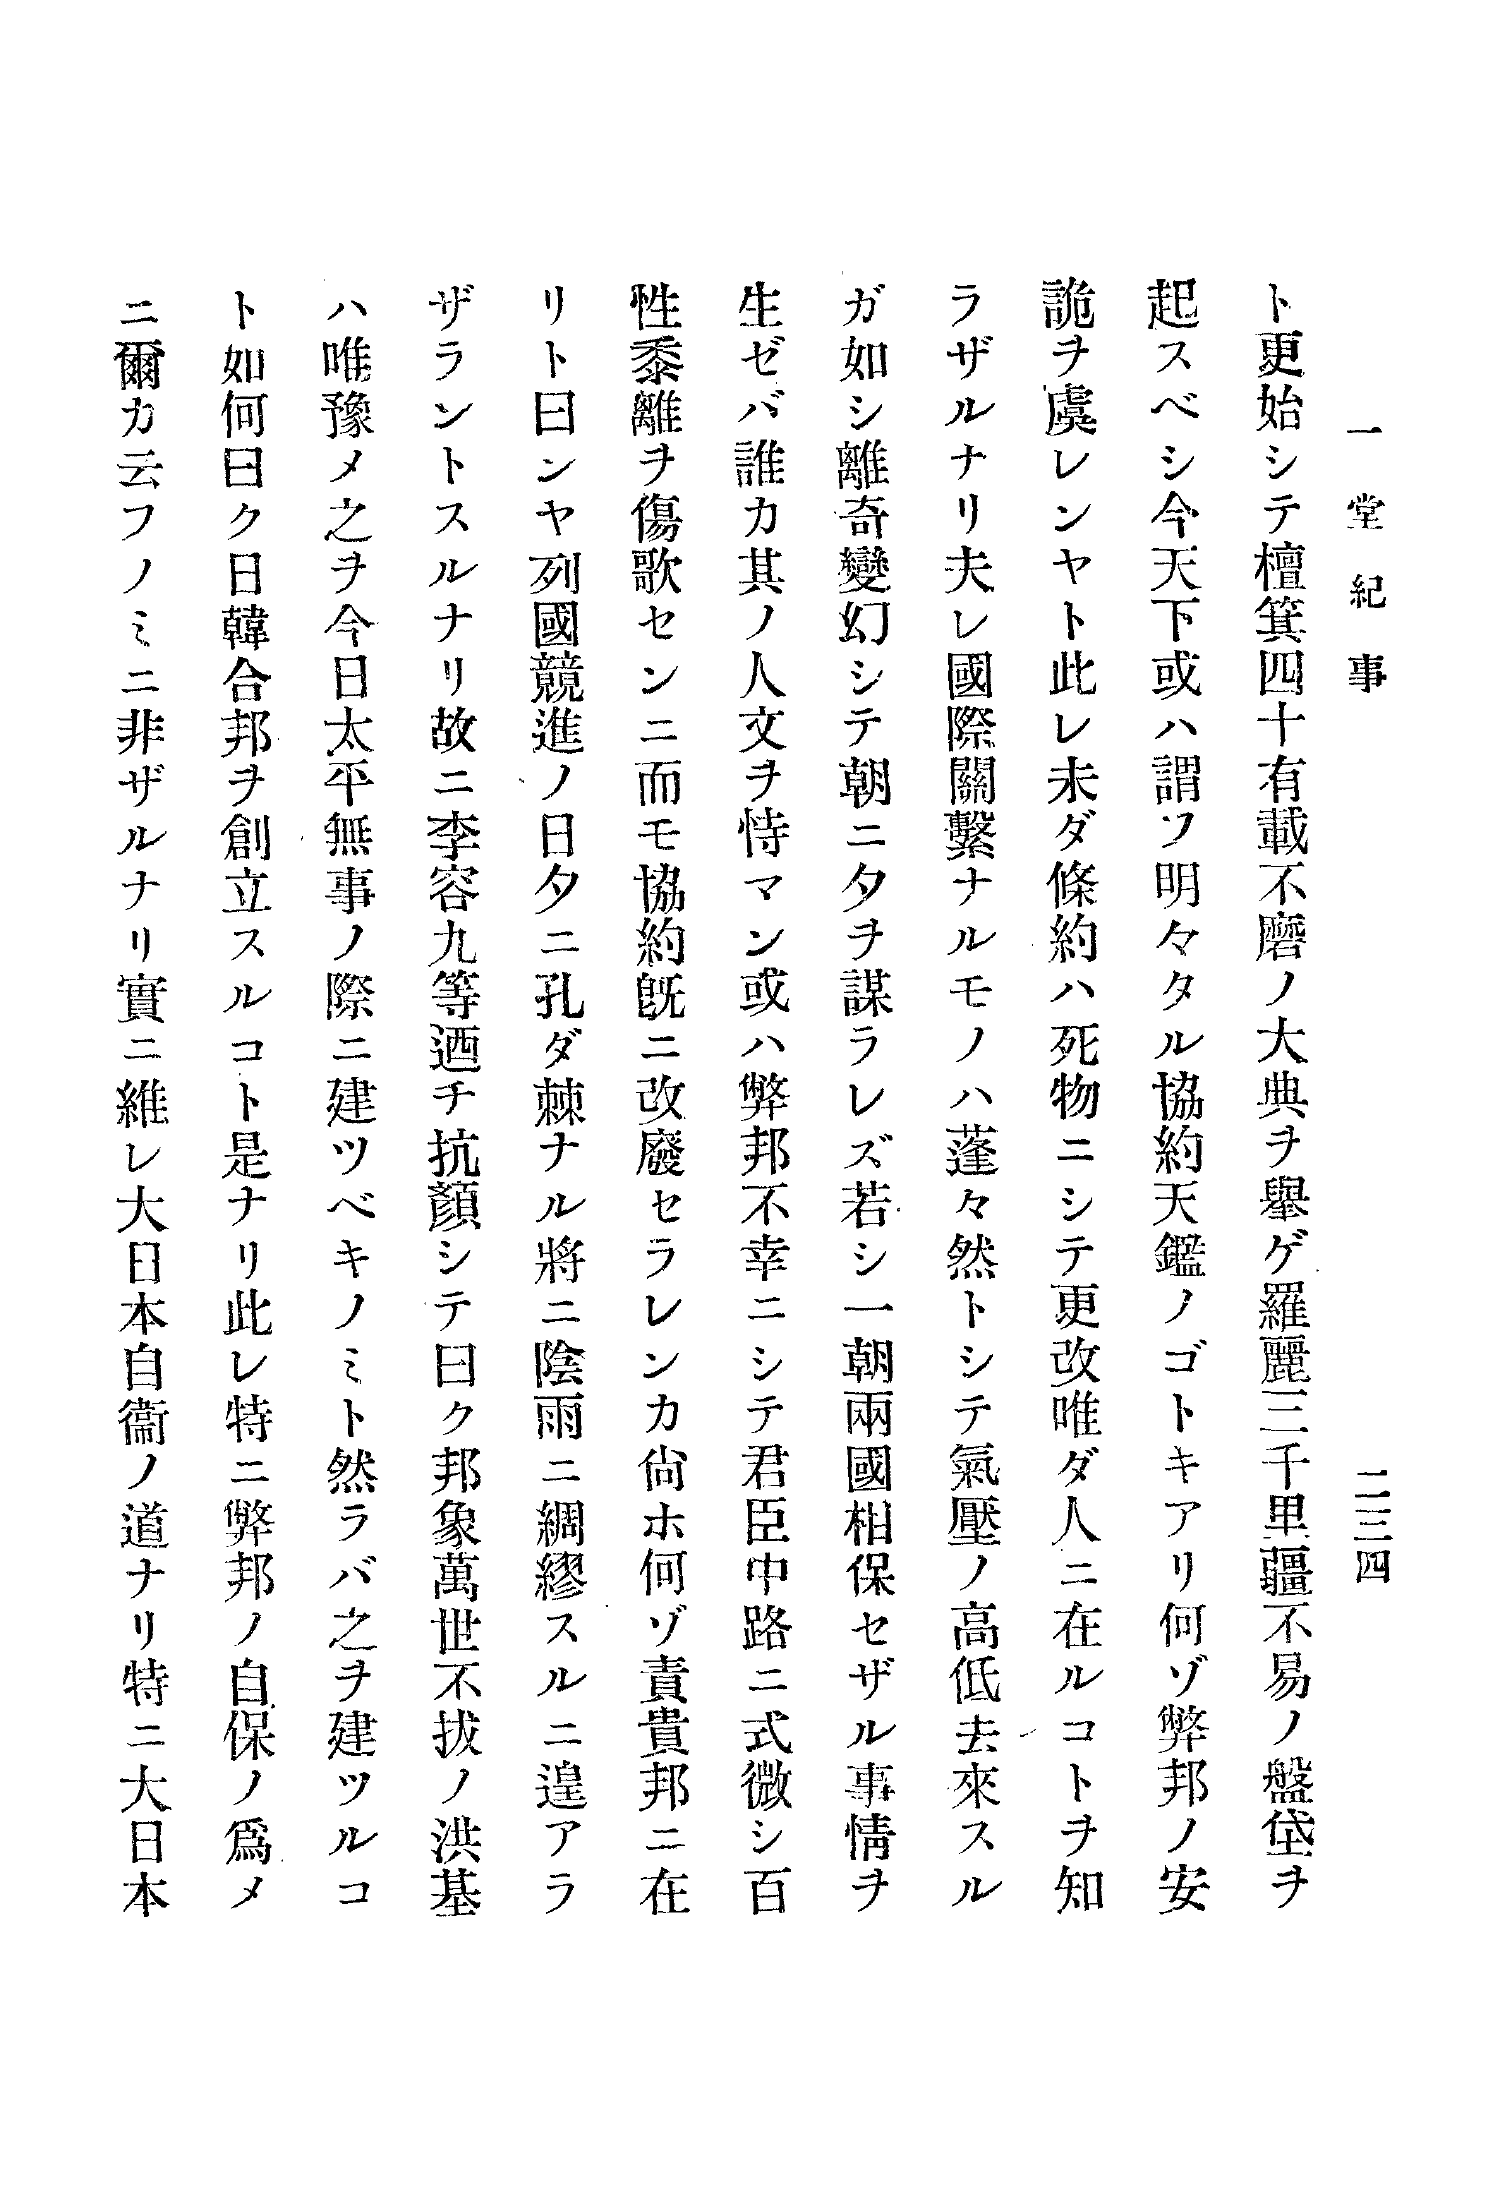 一堂紀事 二三四
ト更始シテ檀箕四十有載不磨ノ大典ヲ擧ゲ羅麗三千里疆不易ノ盤垈ヲ
起スベシ今天下或ハ謂ソ明々タル協約天鑑ノゴトキアリ何ゾ弊邦ノ安
詭ヲ虞レンヤト此レ未ダ條約ハ死物ニシテ更改唯ダ人ニ在ルコトヲ知
ラザルナリ夫レ國際關繫ナルモノハ蓬々然トシテ氣壓ノ高低去來スル
ガ如シ離奇變幻シテ朝ニ夕ヲ謀ラレズ若シ一朝兩國相保セザル事情ヲ
生ゼバ誰カ其ノ人文ヲ恃マン或ハ弊邦不幸ニシテ君臣中路ニ式微シ百
性黍離ヲ傷歌センニ而モ協約旣ニ改廢セラレンカ尙ホ何ゾ責貴邦ニ在
リト曰ンヤ列國競進ノ日夕ニ孔ダ棘ナル將ニ陰雨ニ綢繆スルニ遑アラ
ザラントスルナリ故ニ李容九等迺チ抗顏シテ曰ク邦象萬世不拔ノ洪基
ハ唯豫メ之ヲ今日太平無事ノ際ニ建ツベキノミト然ラバ之ヲ建ツルコ
ト如何曰ク日韓合邦ヲ創立スルコト是ナリ此レ特ニ弊邦ノ自保ノ爲メ
ニ爾カ云フノミニ非ザルナリ實ニ維レ大日本自衞ノ道ナリ特ニ大日本